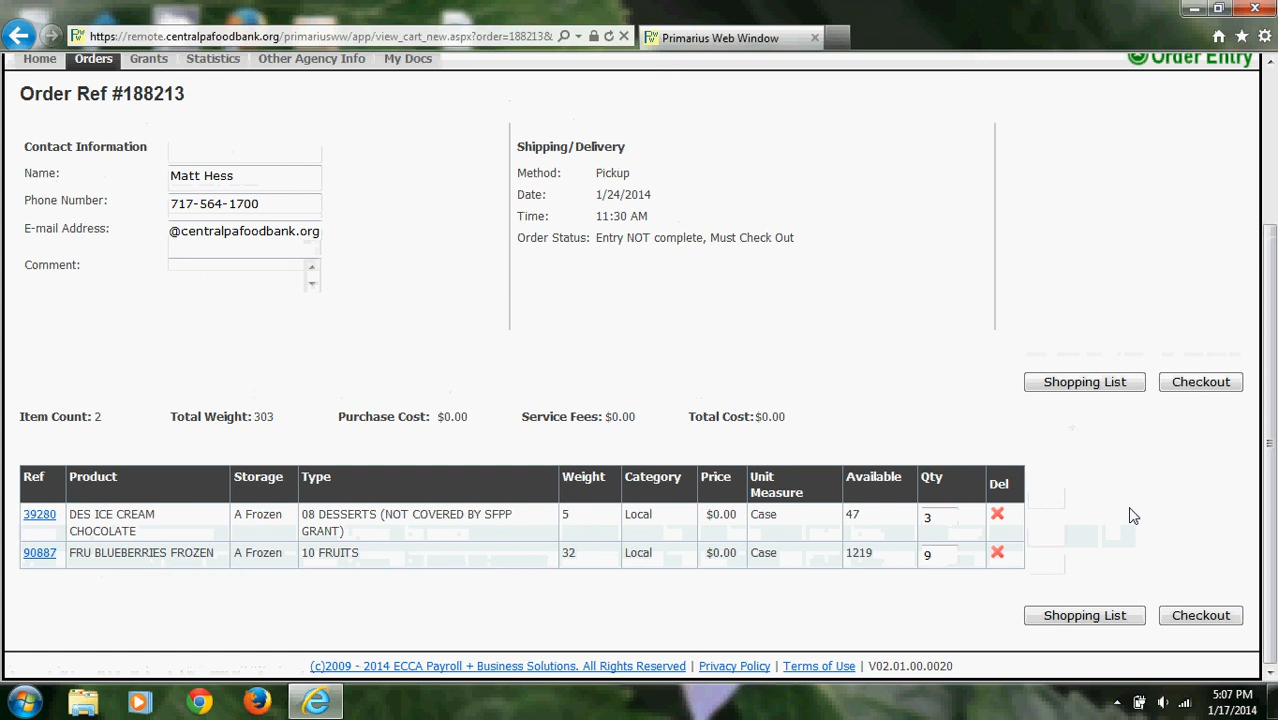 https://remote.centralpafoodbank.org/primariusww/app/view_cart_new.aspx?order=188213&
Primarius Web Window
Home Orders Grants Statistics Other Agency Info My Docs
Order Entry
Order Ref #188213
Contact Information
Name: Matt Hess
Phone Number: 717-564-1700
E-mail Address: @centralpafoodbank.org
Comment:
Shipping/Delivery
Method: Pickup
Date: 1/24/2014
Time: 11:30 AM
Order Status: Entry NOT complete, Must Check Out
Shopping List Checkout
Item Count: 2 Total Weight: 303 Purchase Cost: $0.00 Service Fees: $0.00 Total Cost: $0.00
Ref Product Storage Type Weight Category Price Unit Measure Available Qty Del
39280 DES ICE CREAM CHOCOLATE A Frozen 08 DESSERTS (NOT COVERED BY SFPP GRANT) 5 Local $0.00 Case 47 3
90887 FRU BLUEBERRIES FROZEN A Frozen 10 FRUITS 32 Local $0.00 Case 1219 9
Shopping List Checkout
(c)2009 - 2014 ECCA Payroll + Business Solutions. All Rights Reserved | Privacy Policy | Terms of Use | V02.01.00.0020
5:07 PM
1/17/2014